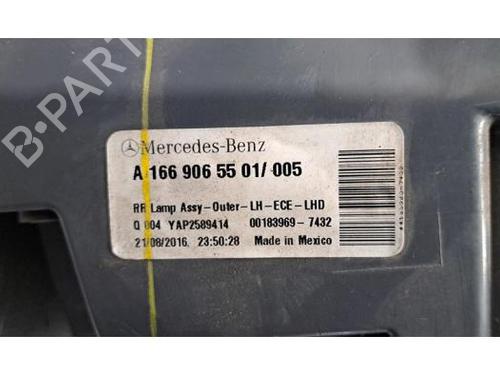 B-PARTS
Mercedes-Benz
A 166 906 55 01/ 005
RR Lamp Assy-Outer-LH-ECE-LHD
Q 004 YAP2589414 00183969-7432
21/08/2016. 23:50:28 Made in Mexico